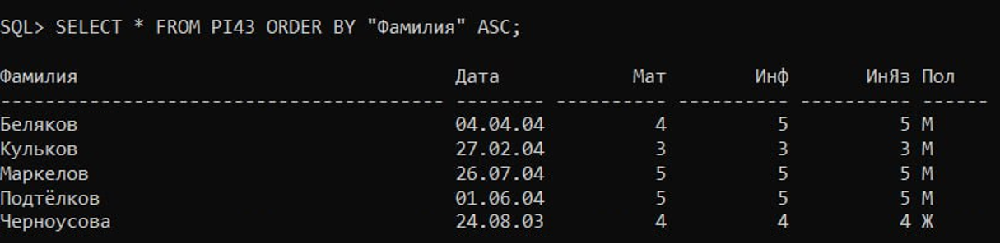 SQL> SELECT * FROM PI43 ORDER BY "Фамилия" ASC;
Фамилия Дата Мат Инф ИнЯз Пол
---------------------------------------- -------- ---------- ---------- ---------- ------
Беляков 04.04.04 4 5 5 М
Кульков 27.02.04 3 3 3 М
Маркелов 26.07.04 5 5 5 М
Подтёлков 01.06.04 5 5 5 М
Черноусова 24.08.03 4 4 4 Ж